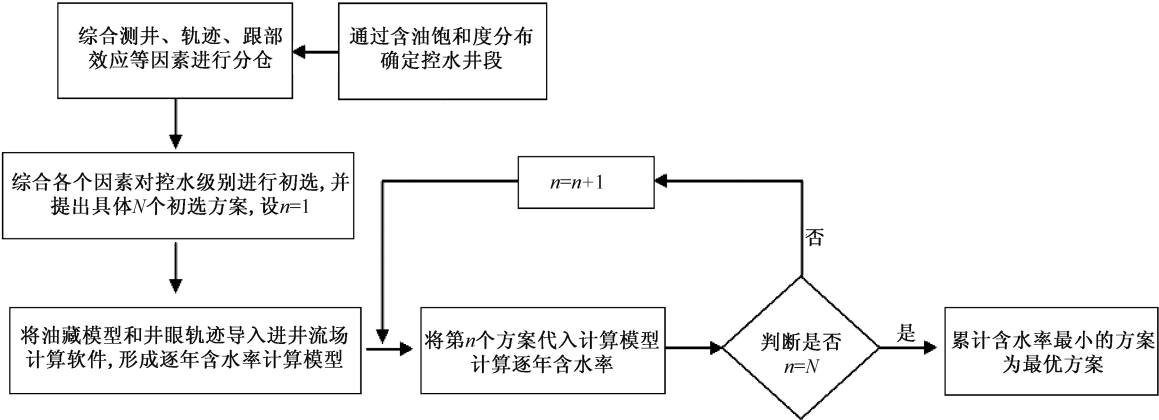 综合测井、轨迹、跟部
效应等因素进行分仓
通过含油饱和度分布
确定控水井段
综合各个因素对控水级别进行初选,并
提出具体N个初选方案,设n=1
n=n+1
否
将油藏模型和井眼轨迹导入进井流场
计算软件,形成逐年含水率计算模型
将第n个方案代入计算模型
计算逐年含水率
判断是否
n=N
是
累计含水率最小的方案
为最优方案